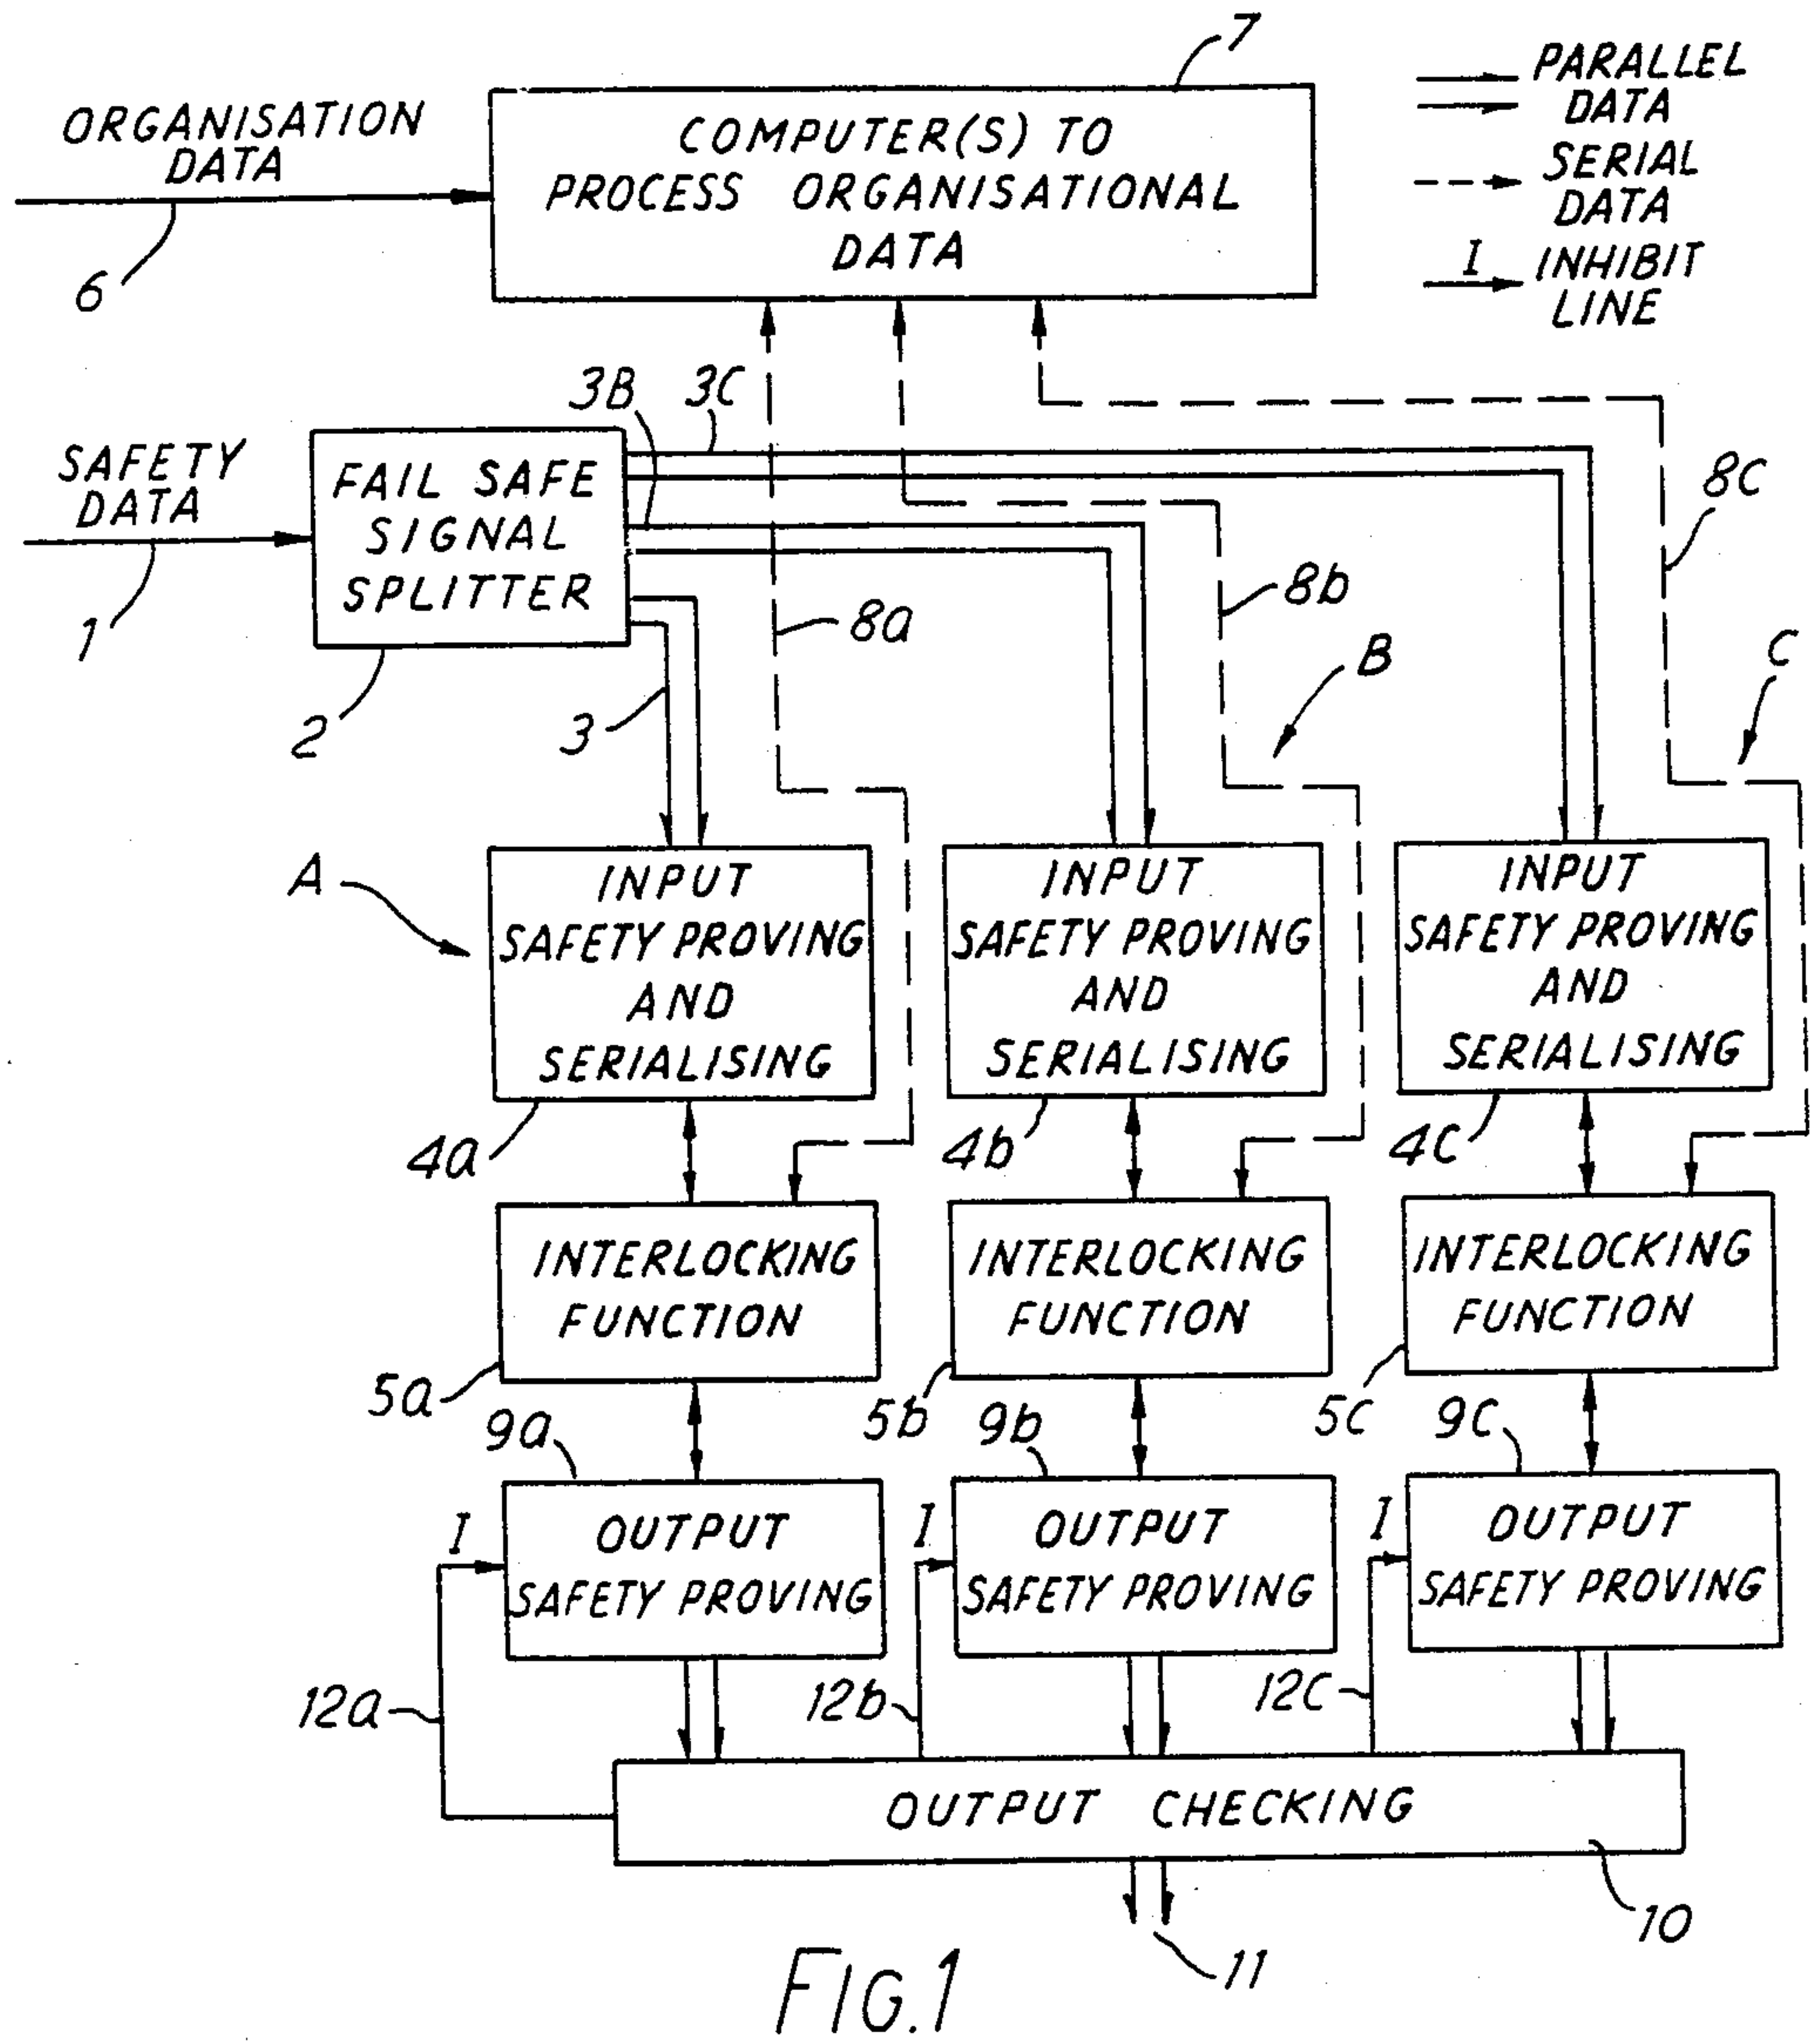 7
PARALLEL
DATA
SERIAL
DATA
I INHIBIT
LINE
ORGANISATION
DATA
6
COMPUTER(S) TO
PROCESS ORGANISATIONAL
DATA
3B
3C
SAFETY
DATA
1
FAIL SAFE
SIGNAL
SPLITTER
2
3
8a
8b
8c
B
C
A
INPUT
SAFETY PROVING
AND
SERIALISING
INPUT
SAFETY PROVING
AND
SERIALISING
INPUT
SAFETY PROVING
AND
SERIALISING
4a
4b
4c
INTERLOCKING
FUNCTION
INTERLOCKING
FUNCTION
INTERLOCKING
FUNCTION
5a
9a
5b
9b
5c
9c
I
OUTPUT
SAFETY PROVING
I
OUTPUT
SAFETY PROVING
I
OUTPUT
SAFETY PROVING
12a
12b
12c
OUTPUT CHECKING
10
11
FIG.1